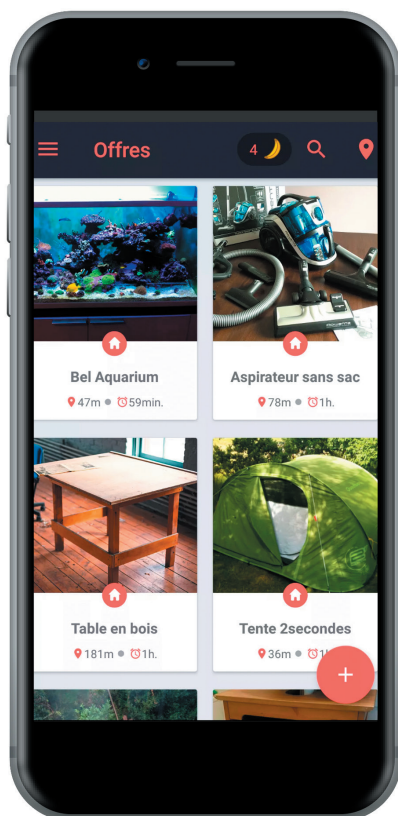 Offres
4
Bel Aquarium
47m 59min.
Aspirateur sans sac
78m 1h.
Table en bois
181m 1h.
Tente 2secondes
36m